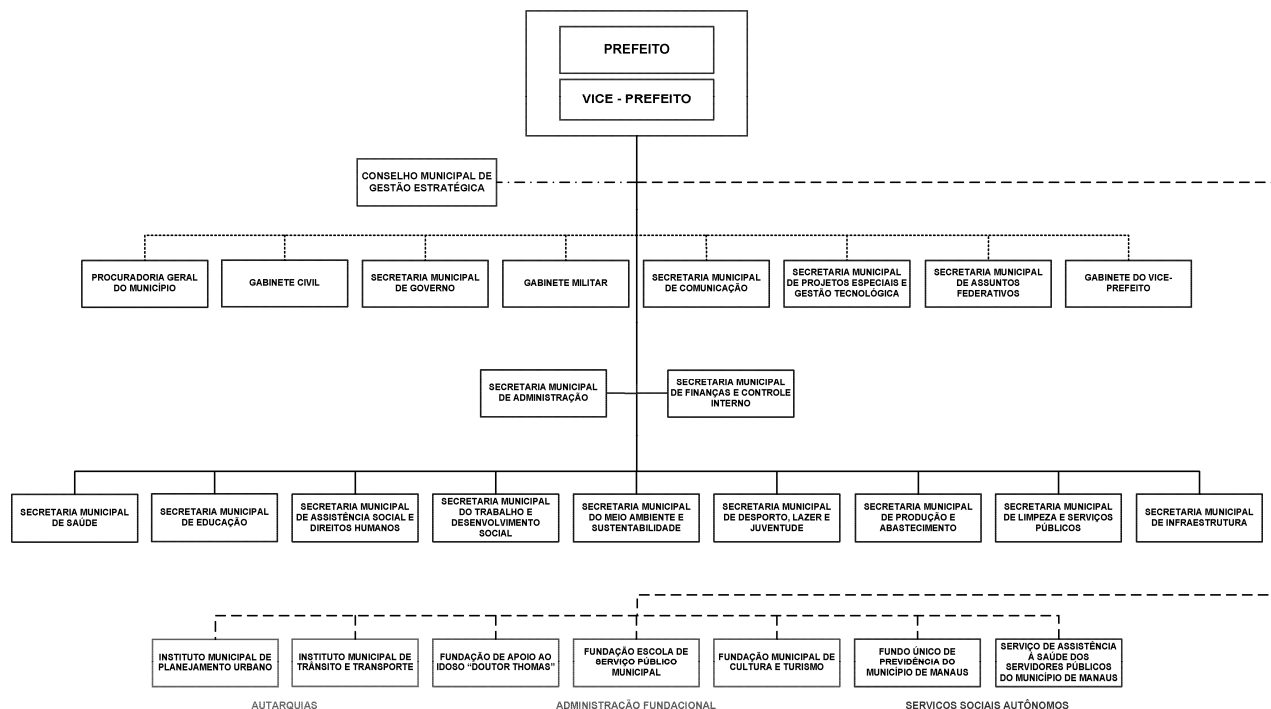 PREFEITO
VICE - PREFEITO
CONSELHO MUNICIPAL DE
GESTÃO ESTRATÉGICA
PROCURADORIA GERAL
DO MUNICÍPIO
GABINETE CIVIL
SECRETARIA MUNICIPAL
DE GOVERNO
GABINETE MILITAR
SECRETARIA MUNICIPAL
DE COMUNICAÇÃO
SECRETARIA MUNICIPAL
DE PROJETOS ESPECIAIS E
GESTÃO TECNOLÓGICA
SECRETARIA MUNICIPAL
DE ASSUNTOS
FEDERATIVOS
GABINETE DO VICE-
PREFEITO
SECRETARIA MUNICIPAL
DE ADMINISTRAÇÃO
SECRETARIA MUNICIPAL
DE FINANÇAS E CONTROLE
INTERNO
SECRETARIA MUNICIPAL
DE SAÚDE
SECRETARIA MUNICIPAL
DE EDUCAÇÃO
SECRETARIA MUNICIPAL
DE ASSISTÊNCIA SOCIAL E
DIREITOS HUMANOS
SECRETARIA MUNICIPAL
DO TRABALHO E
DESENVOLVIMENTO
SOCIAL
SECRETARIA MUNICIPAL
DO MEIO AMBIENTE E
SUSTENTABILIDADE
SECRETARIA MUNICIPAL
DE DESPORTO, LAZER E
JUVENTUDE
SECRETARIA MUNICIPAL
DE PRODUÇÃO E
ABASTECIMENTO
SECRETARIA MUNICIPAL
DE LIMPEZA E SERVIÇOS
PÚBLICOS
SECRETARIA MUNICIPAL
DE INFRAESTRUTURA
INSTITUTO MUNICIPAL DE
PLANEJAMENTO URBANO
INSTITUTO MUNICIPAL DE
TRÂNSITO E TRANSPORTE
FUNDAÇÃO DE APOIO AO
IDOSO “DOUTOR THOMAS”
FUNDAÇÃO ESCOLA DE
SERVIÇO PÚBLICO
MUNICIPAL
FUNDAÇÃO MUNICIPAL DE
CULTURA E TURISMO
FUNDO ÚNICO DE
PREVIDÊNCIA DO
MUNICÍPIO DE MANAUS
SERVIÇO DE ASSISTÊNCIA
À SAÚDE DOS
SERVIDORES PÚBLICOS
DO MUNICÍPIO DE MANAUS
AUTARQUIAS
ADMINISTRAÇÃO FUNDACIONAL
SERVICOS SOCIAIS AUTÔNOMOS